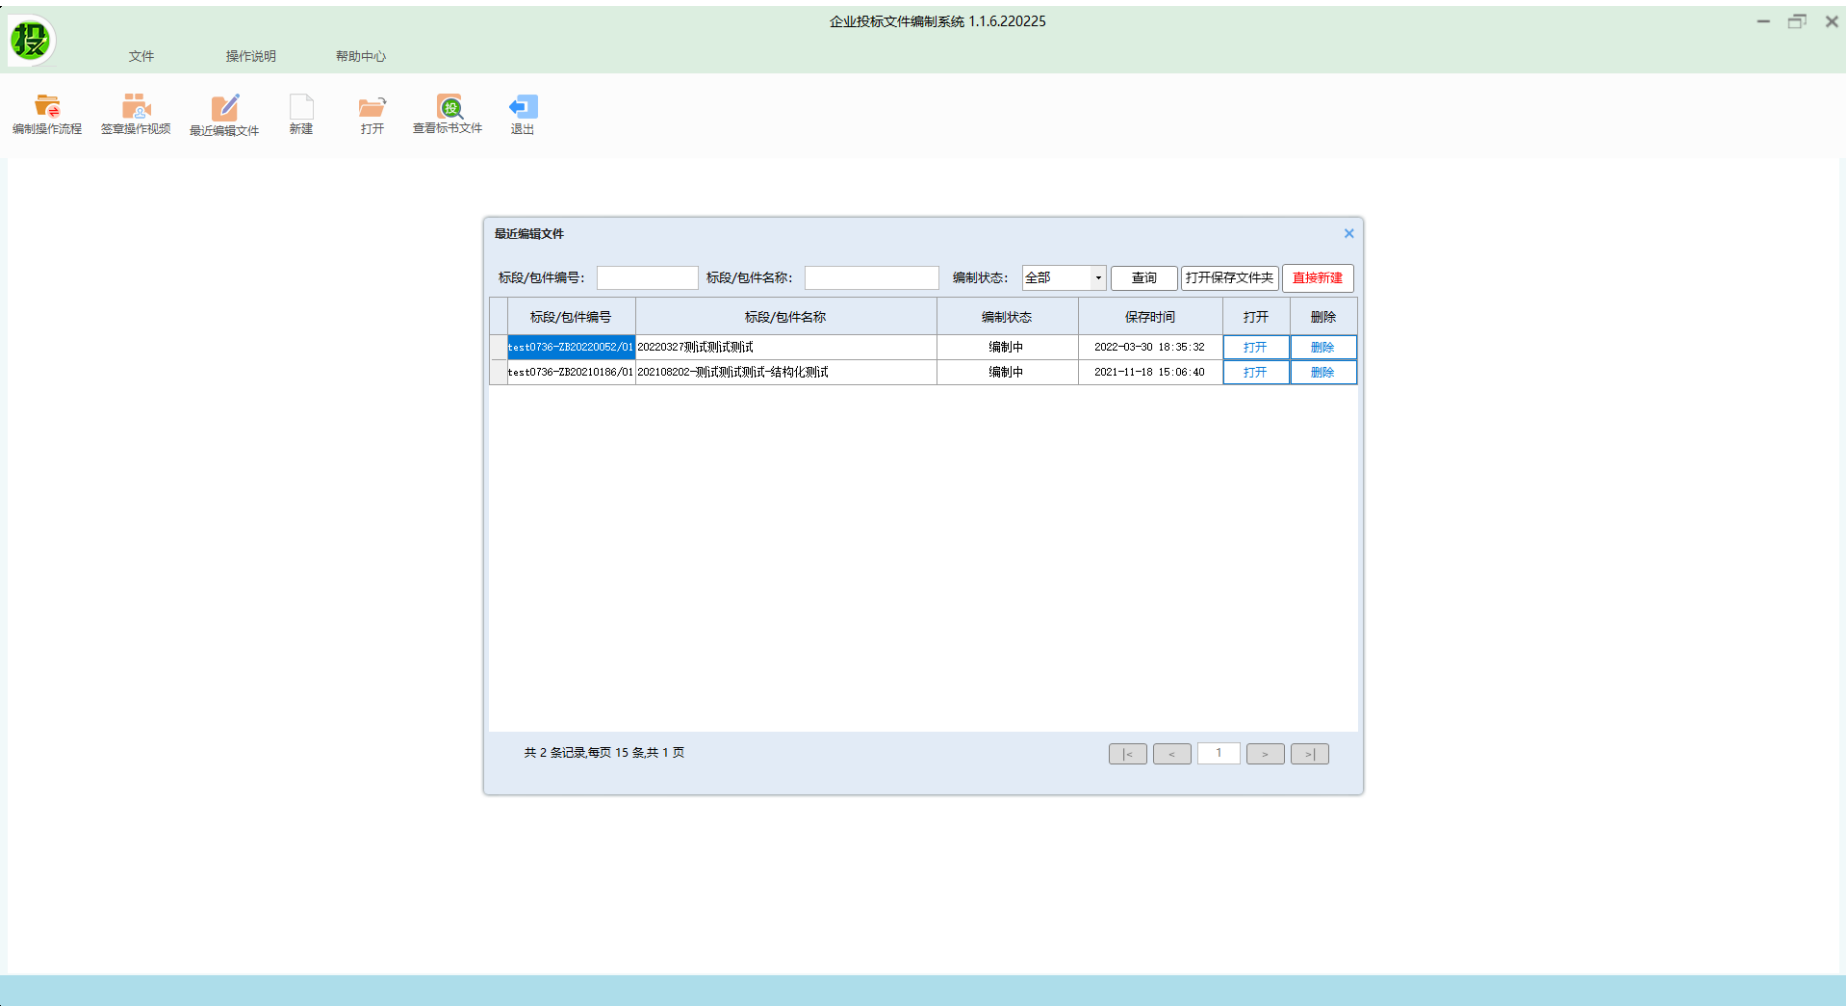 企业投标文件编制系统 1.1.6.220225
投
文件 操作说明 帮助中心
编制操作流程 签章操作视频 最近编辑文件 新建 打开 投 查看标书文件 退出
最近编辑文件
标段/包件编号: 标段/包件名称: 编制状态: 全部 查询 打开保存文件夹 直接新建
标段/包件编号 标段/包件名称 编制状态 保存时间 打开 删除
test0736-ZB20220052/01 20220327测试测试测试 编制中 2022-03-30 18:35:32 打开 删除
test0736-ZB20210186/01 202108202-测试测试测试-结构化测试 编制中 2021-11-18 15:06:40 打开 删除
共 2 条记录,每页 15 条,共 1 页 |< < 1 > >|